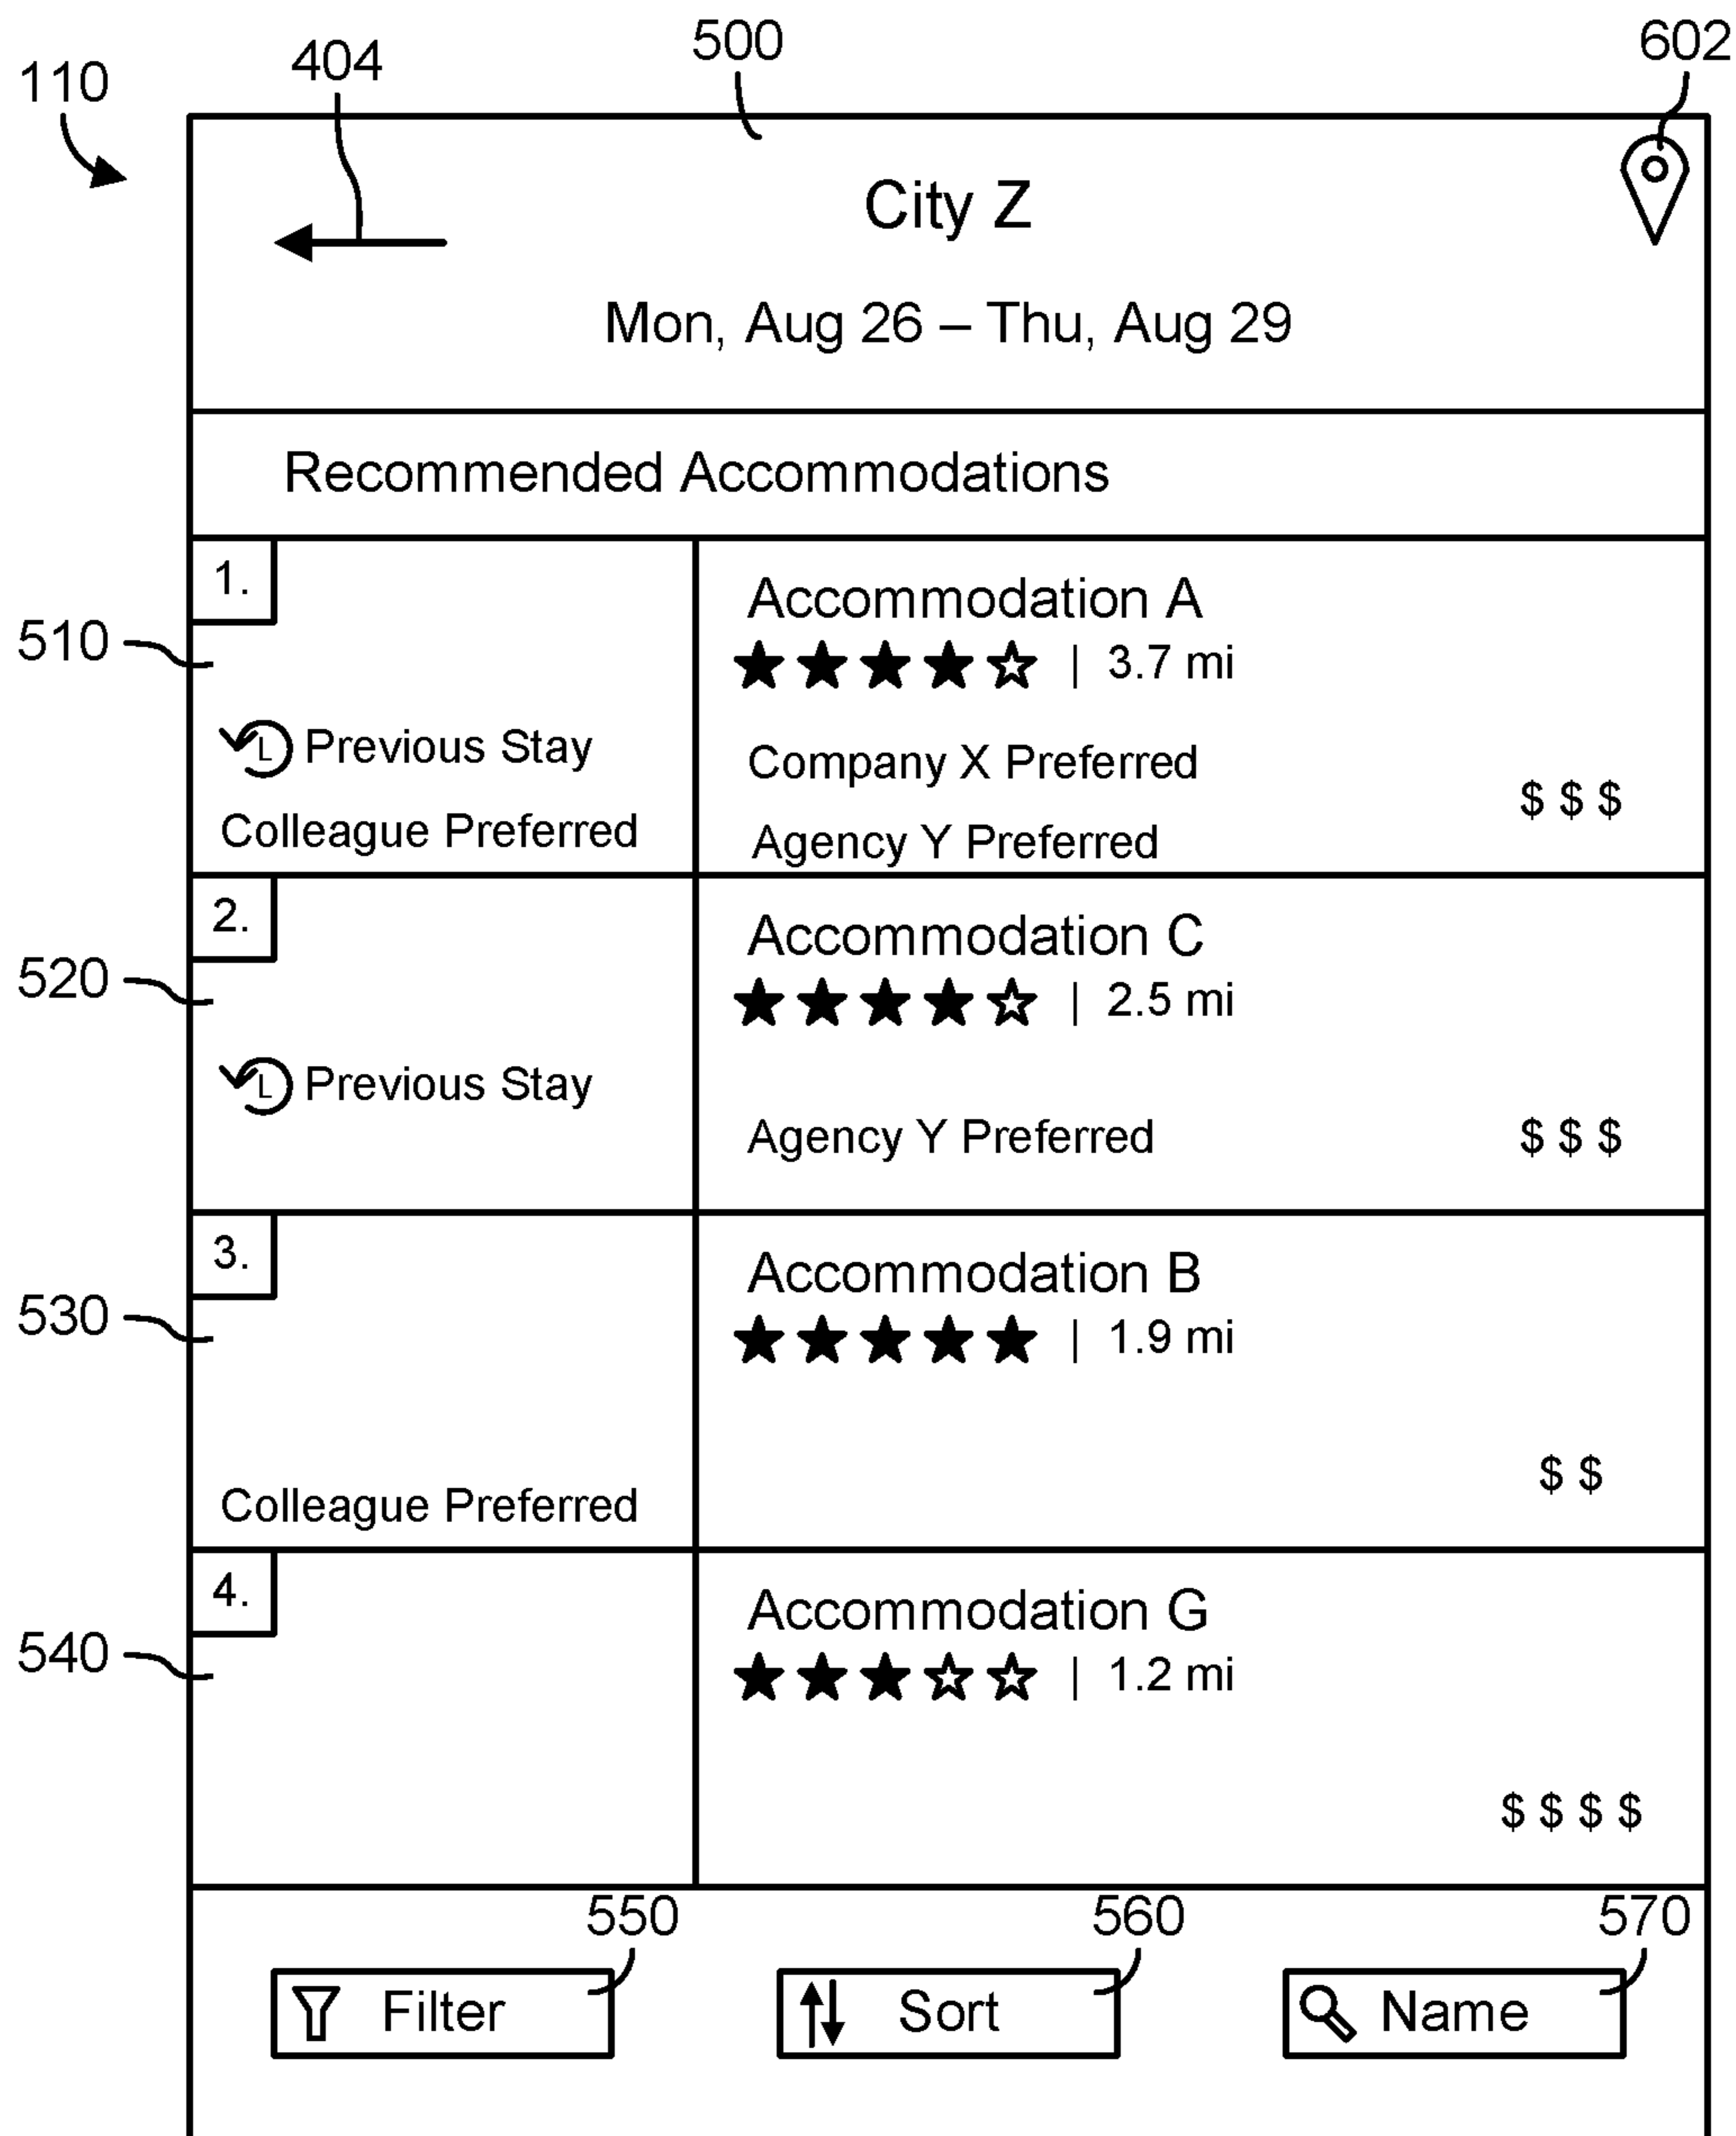 500
602
404
110
City Z
Mon, Aug 26 – Thu, Aug 29
Recommended Accommodations
1.
Accommodation A
510
| 3.7 mi
L Previous Stay
Company X Preferred
$ $ $
Colleague Preferred
Agency Y Preferred
2.
Accommodation C
520
| 2.5 mi
L Previous Stay
Agency Y Preferred
$ $ $
3.
Accommodation B
530
| 1.9 mi
$ $
Colleague Preferred
4.
Accommodation G
540
| 1.2 mi
$ $ $ $
550
560
570
Filter
Sort
Name